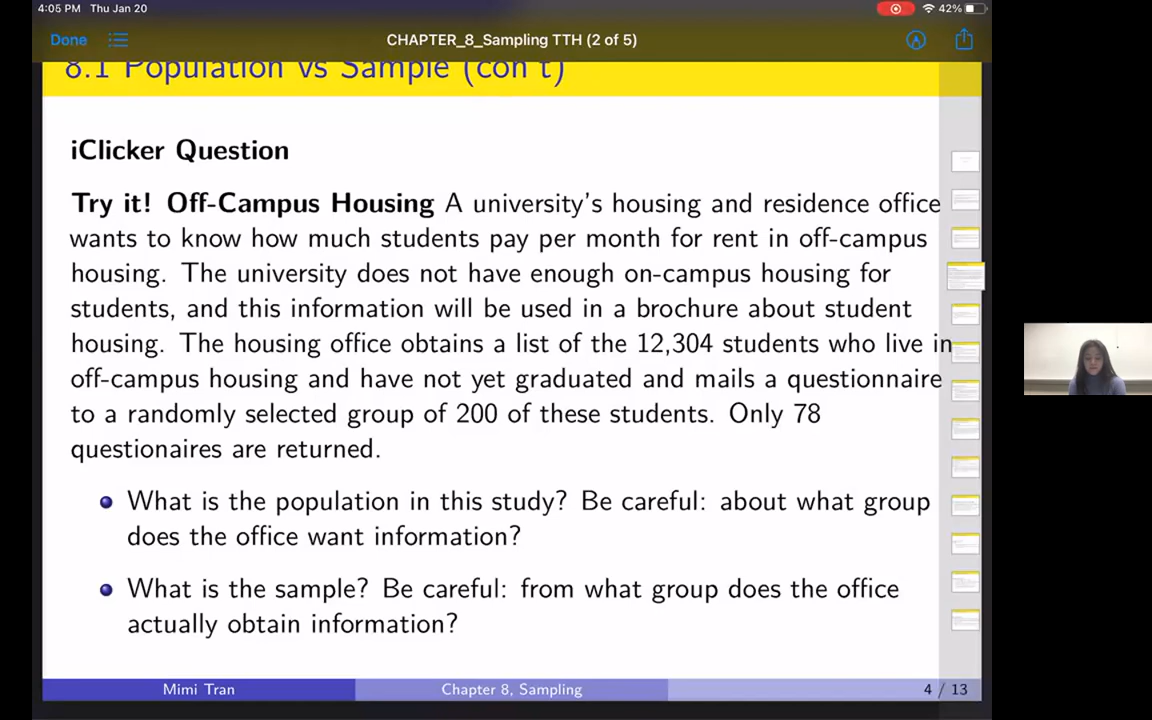 4:05 PM Thu Jan 20
42%
Done
CHAPTER_8_Sampling TTH (2 of 5)
8.1 Population vs Sample (con't)
iClicker Question
Try it! Off-Campus Housing A university's housing and residence office
wants to know how much students pay per month for rent in off-campus
housing. The university does not have enough on-campus housing for
students, and this information will be used in a brochure about student
housing. The housing office obtains a list of the 12,304 students who live in
off-campus housing and have not yet graduated and mails a questionnaire
to a randomly selected group of 200 of these students. Only 78
questionaires are returned.
What is the population in this study? Be careful: about what group
does the office want information?
What is the sample? Be careful: from what group does the office
actually obtain information?
Mimi Tran
Chapter 8, Sampling
4 / 13